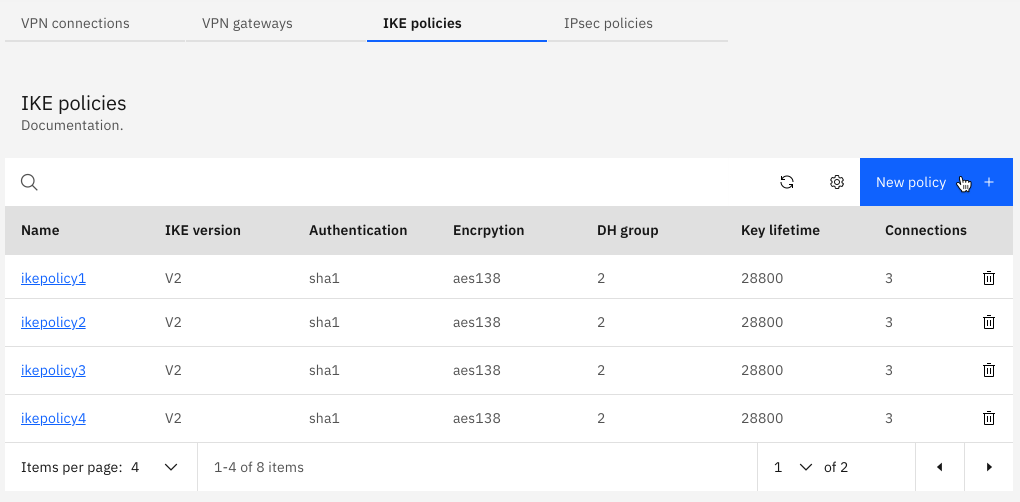 VPN connections VPN gateways IKE policies IPsec policies
IKE policies
Documentation.
New policy
Name IKE version Authentication Encrpytion DH group Key lifetime Connections
ikepolicy1 V2 sha1 aes138 2 28800 3
ikepolicy2 V2 sha1 aes138 2 28800 3
ikepolicy3 V2 sha1 aes138 2 28800 3
ikepolicy4 V2 sha1 aes138 2 28800 3
Items per page: 4 1-4 of 8 items 1 of 2